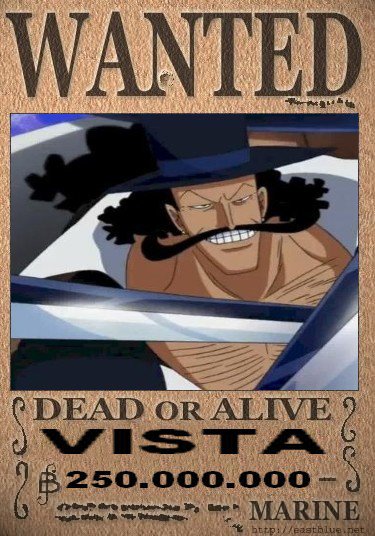 WANTED
DEAD OR ALIVE
VISTA
฿ 250.000.000 –
MARINE
http://eastblue.net